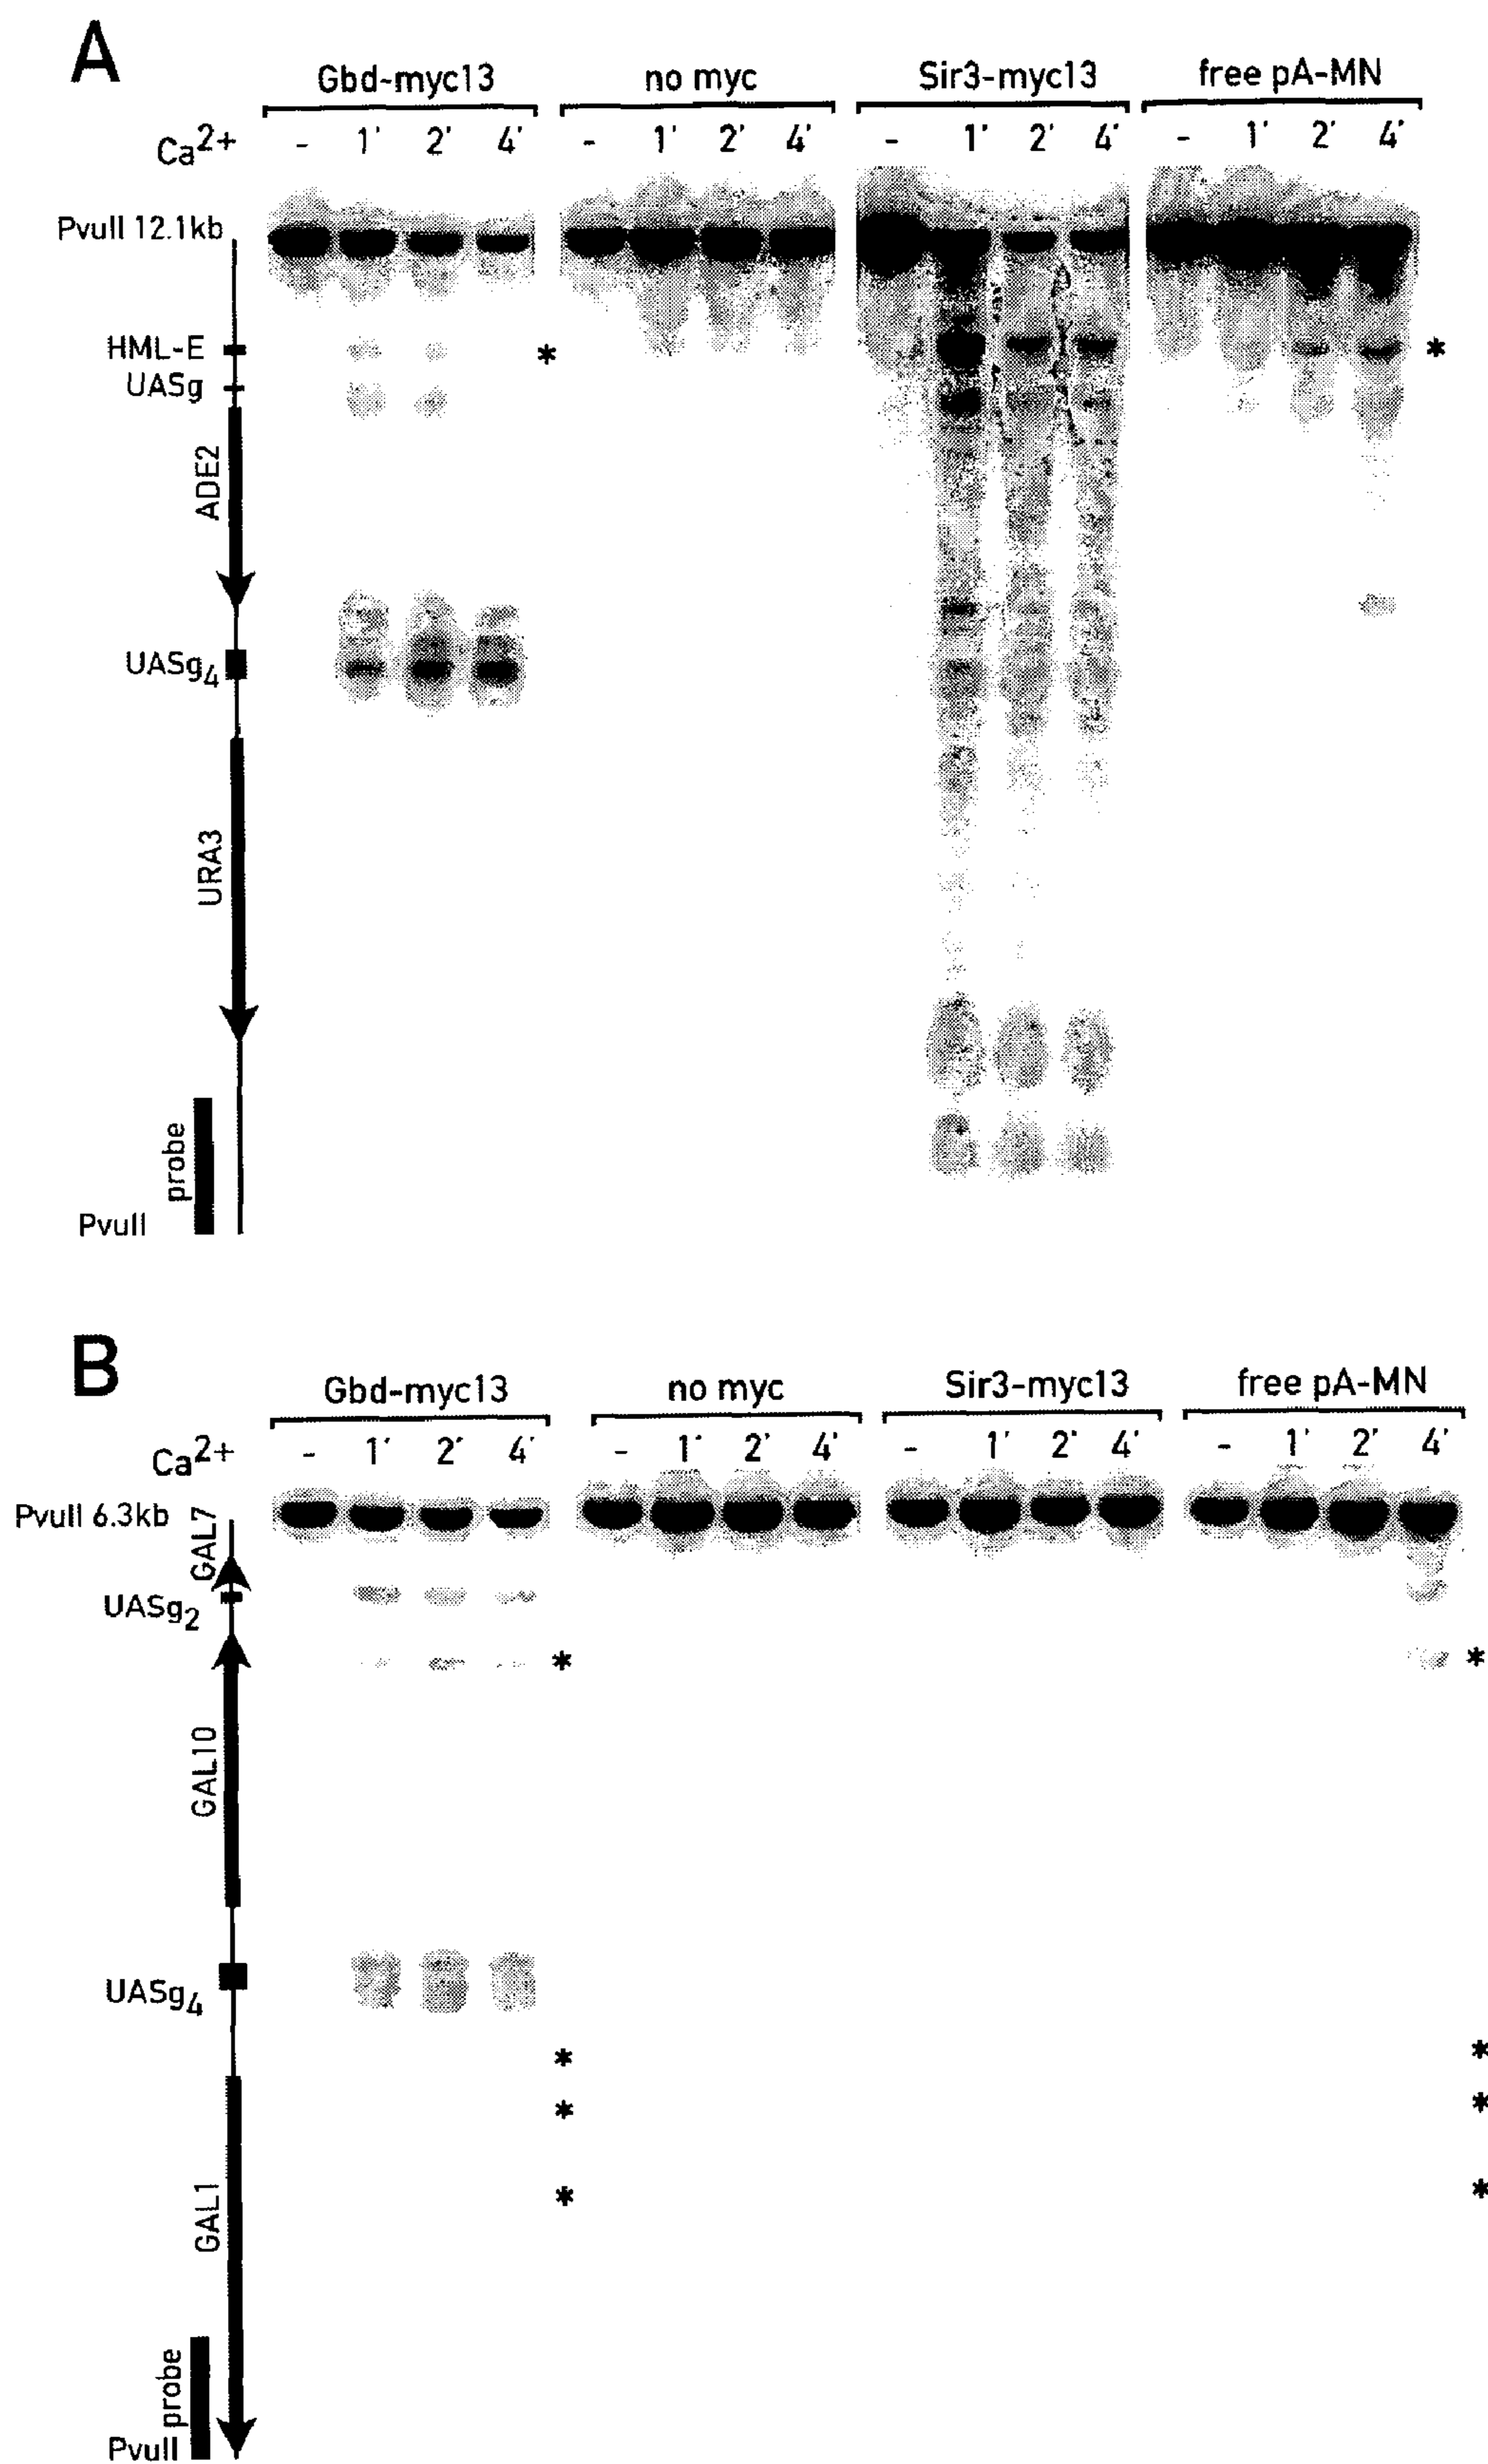 A
Gbd-myc13 no myc Sir3-myc13 free pA-MN
Ca2+ - 1' 2' 4' - 1' 2' 4' - 1' 2' 4' - 1' 2' 4'
PvuII 12.1kb
HML-E * *
UASg
ADE2
UASg4
URA3
probe
PvuII
B
Gbd-myc13 no myc Sir3-myc13 free pA-MN
Ca2+ - 1' 2' 4' - 1' 2' 4' - 1' 2' 4' - 1' 2' 4'
PvuII 6.3kb
GAL7
UASg2
* *
GAL10
UASg4
* *
* *
GAL1
* *
probe
PvuII